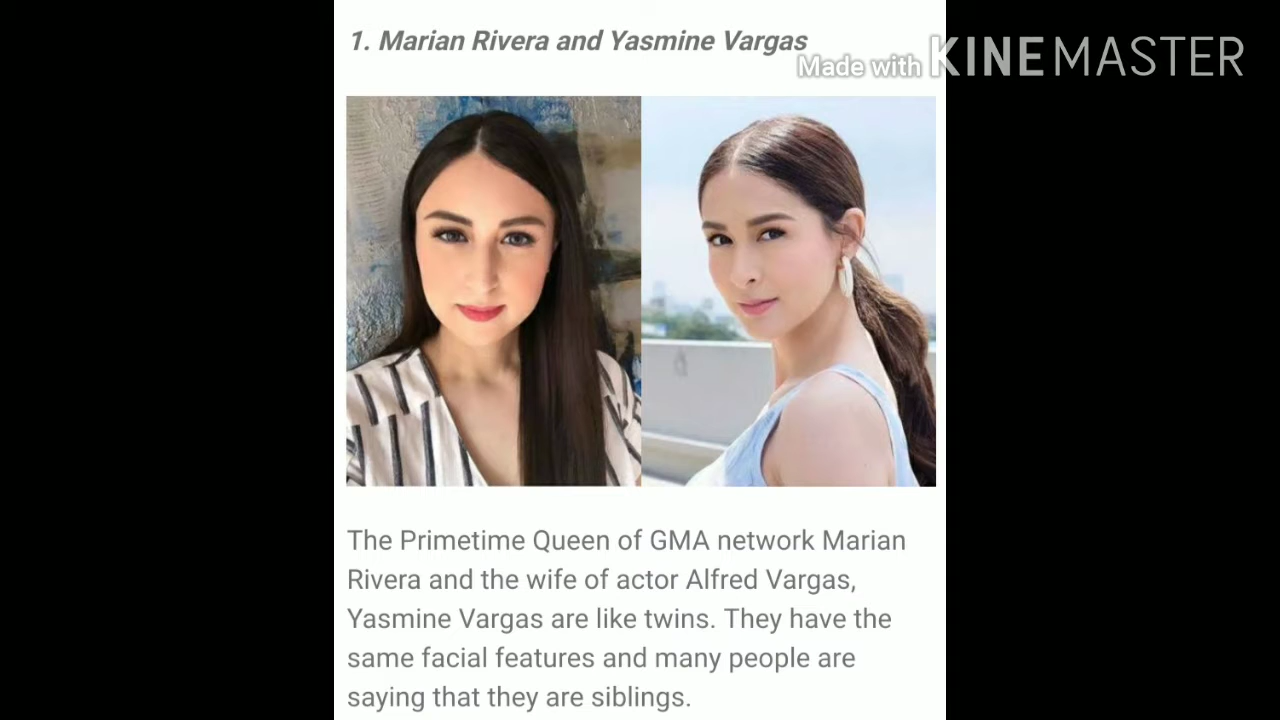 1. Marian Rivera and Yasmine Vargas
Made with KINEMASTER
The Primetime Queen of GMA network Marian
Rivera and the wife of actor Alfred Vargas,
Yasmine Vargas are like twins. They have the
same facial features and many people are
saying that they are siblings.